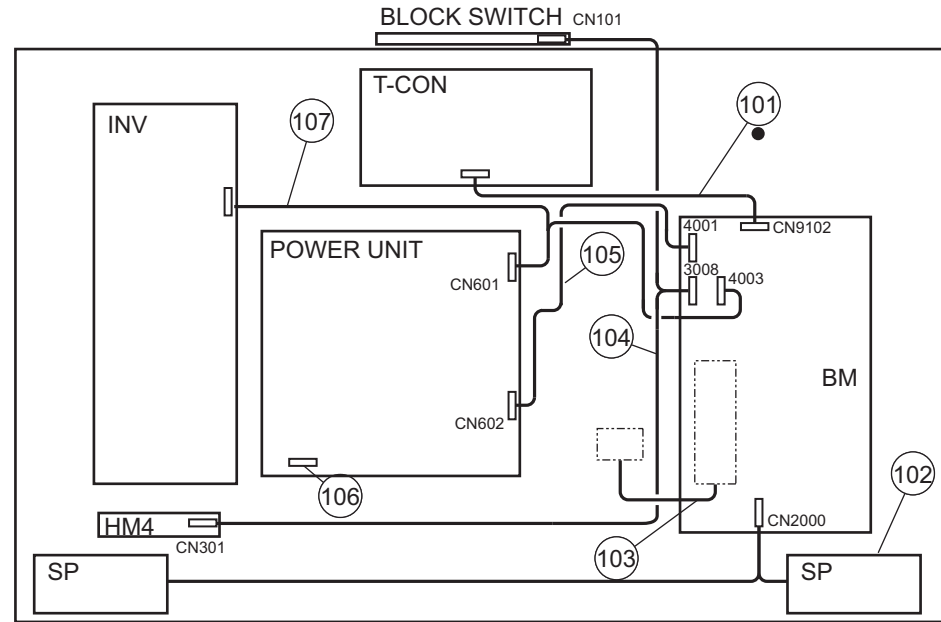 BLOCK SWITCH CN101
T-CON
101
INV
107
4001
CN9102
POWER UNIT
105
CN601
3008
4003
104
BM
CN602
102
106
HM4
CN301
CN2000
103
SP
SP